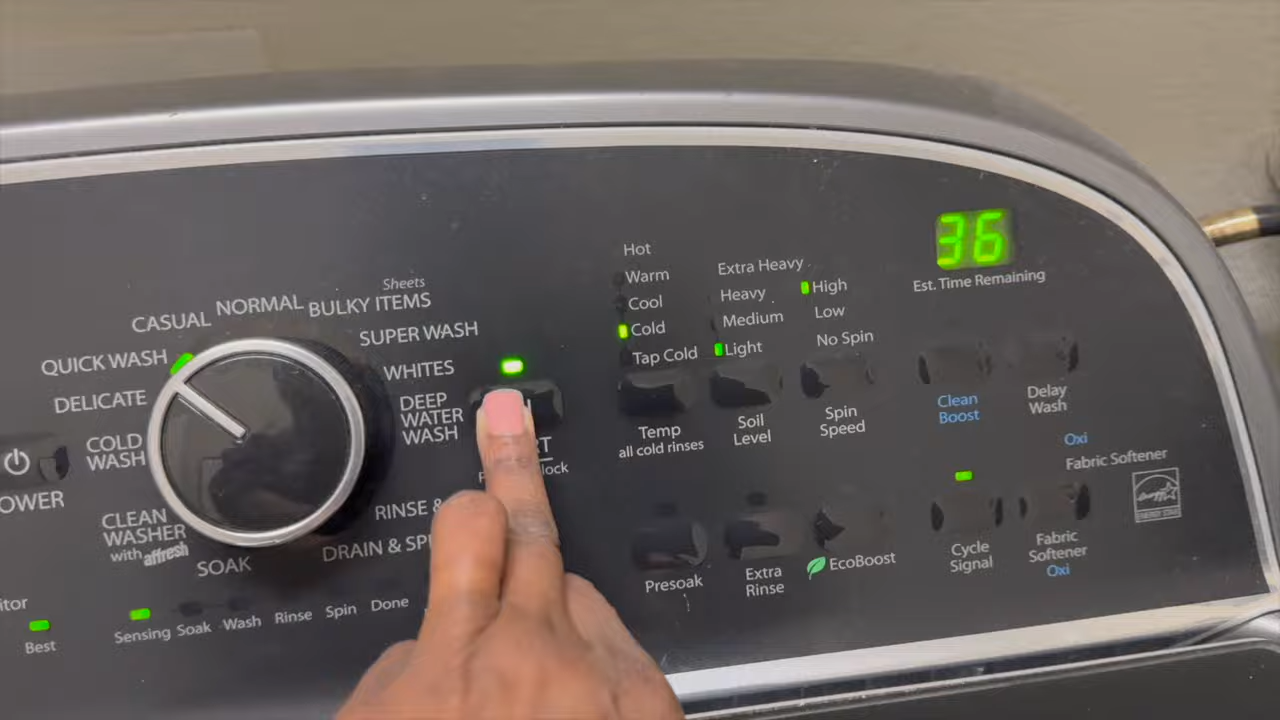 Sheets
CASUAL NORMAL BULKY ITEMS
QUICK WASH
SUPER WASH
DELICATE
WHITES
COLD
WASH
DEEP
WATER
WASH
OWER
CLEAN
WASHER
with affresh
SOAK
RINSE &
DRAIN & SPI
RT
lock
itor
Best
Sensing Soak Wash Rinse Spin Done
Hot
Warm
Cool
Cold
Tap Cold
Extra Heavy
Heavy
Medium
Light
High
Low
No Spin
36
Est. Time Remaining
Temp
all cold rinses
Soil
Level
Spin
Speed
Clean
Boost
Delay
Wash
Oxi
Fabric Softener
ENERGY STAR
Presoak
Extra
Rinse
EcoBoost
Cycle
Signal
Fabric
Softener
Oxi